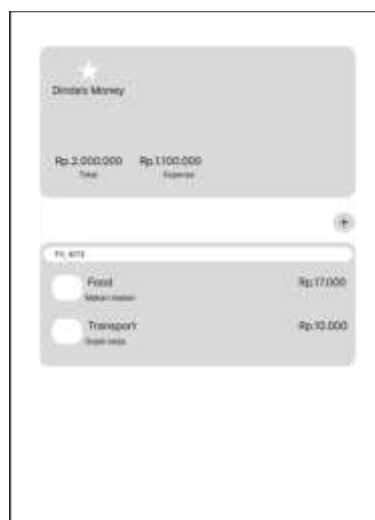 Dinda's Money
Rp.2.000.000 Rp.1.100.000
Total Expense
+
Food Rp.17.000
Makan malam
Transport Rp.10.000